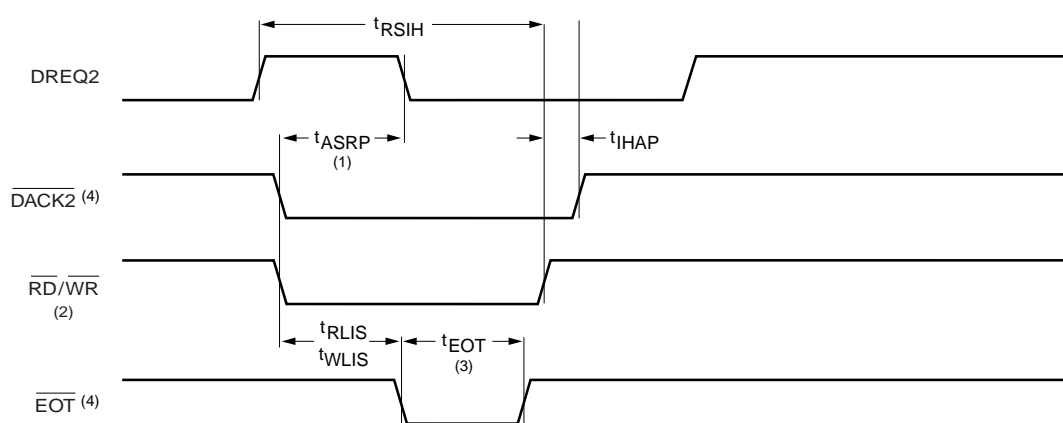 tRSIH
DREQ2
tASRP
(1)
tIHAP
DACK2 (4)
RD/WR
(2)
tRLIS
tWLIS
tEOT
(3)
EOT (4)